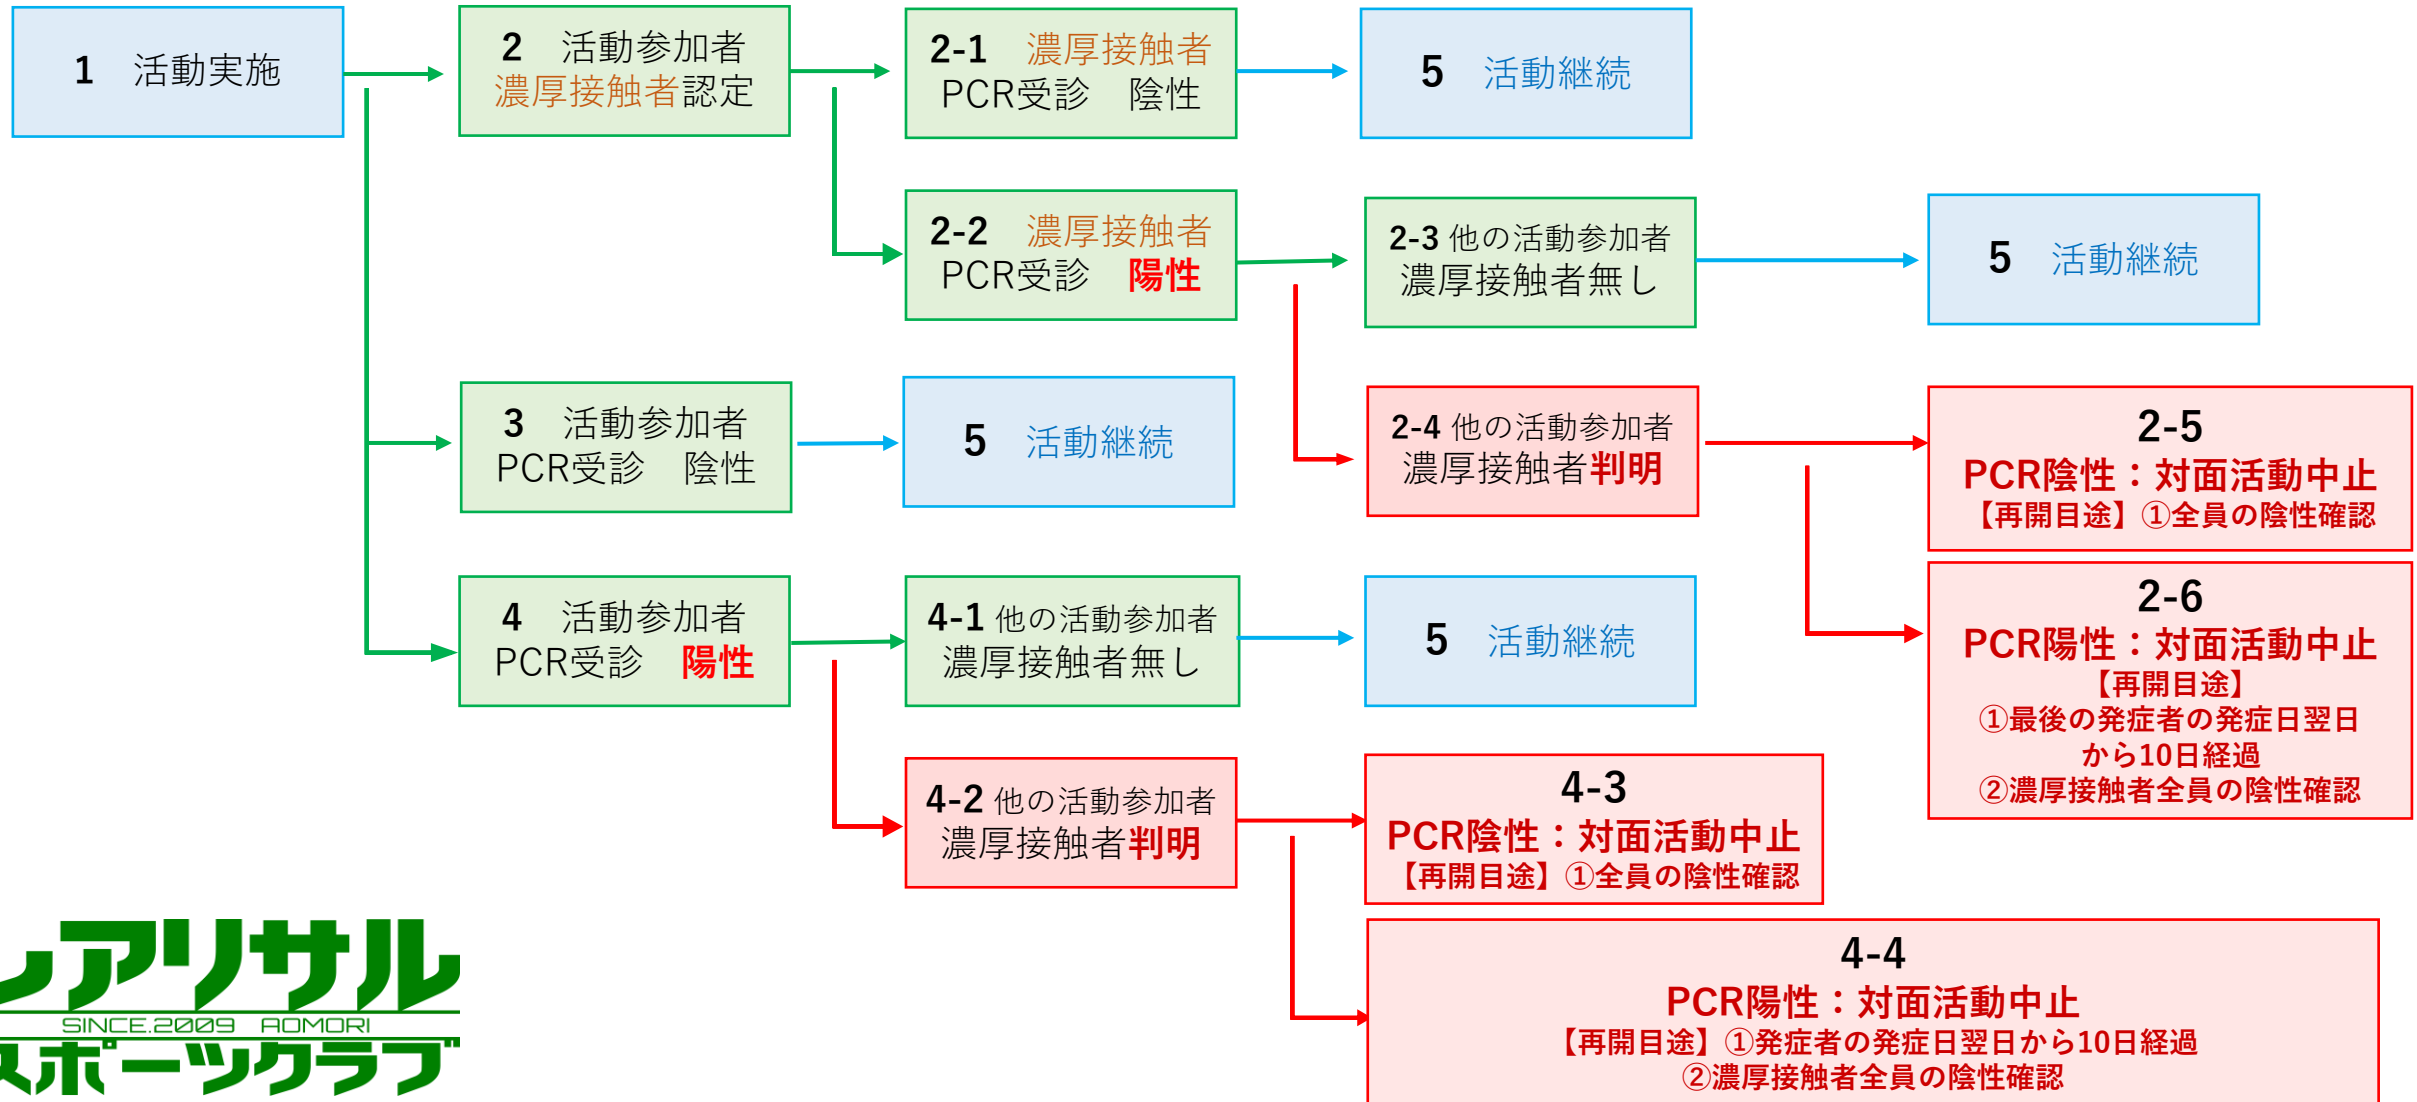 1 活動実施
2 活動参加者
濃厚接触者認定
2-1 濃厚接触者
PCR受診 陰性
5 活動継続
2-2 濃厚接触者
PCR受診 陽性
2-3 他の活動参加者
濃厚接触者無し
5 活動継続
2-4 他の活動参加者
濃厚接触者判明
2-5
PCR陰性：対面活動中止
【再開目途】①全員の陰性確認
2-6
PCR陽性：対面活動中止
【再開目途】
①最後の発症者の発症日翌日
から10日経過
②濃厚接触者全員の陰性確認
3 活動参加者
PCR受診 陰性
5 活動継続
4 活動参加者
PCR受診 陽性
4-1 他の活動参加者
濃厚接触者無し
5 活動継続
4-2 他の活動参加者
濃厚接触者判明
4-3
PCR陰性：対面活動中止
【再開目途】①全員の陰性確認
4-4
PCR陽性：対面活動中止
【再開目途】①発症者の発症日翌日から10日経過
②濃厚接触者全員の陰性確認
レアリサル
SINCE.2009 AOMORI
スポーツクラブ